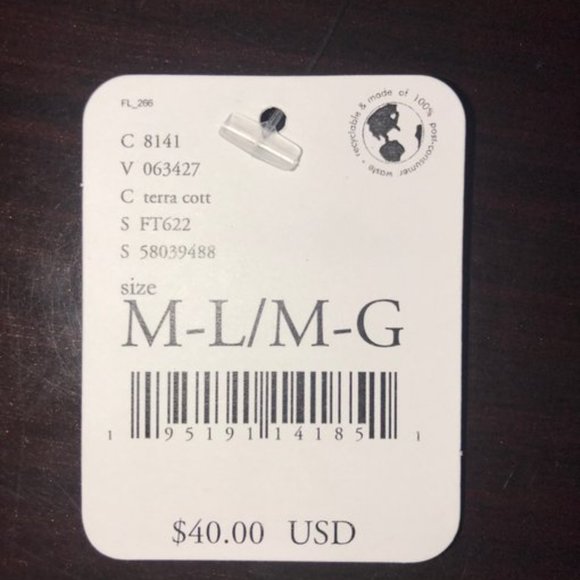 FL_266
recyclable & made of 100% post-consumer waste •
C 8141
V 063427
C terra cott
S FT622
S 58039488
size
M-L/M-G
1 95191 14185 1
$40.00 USD